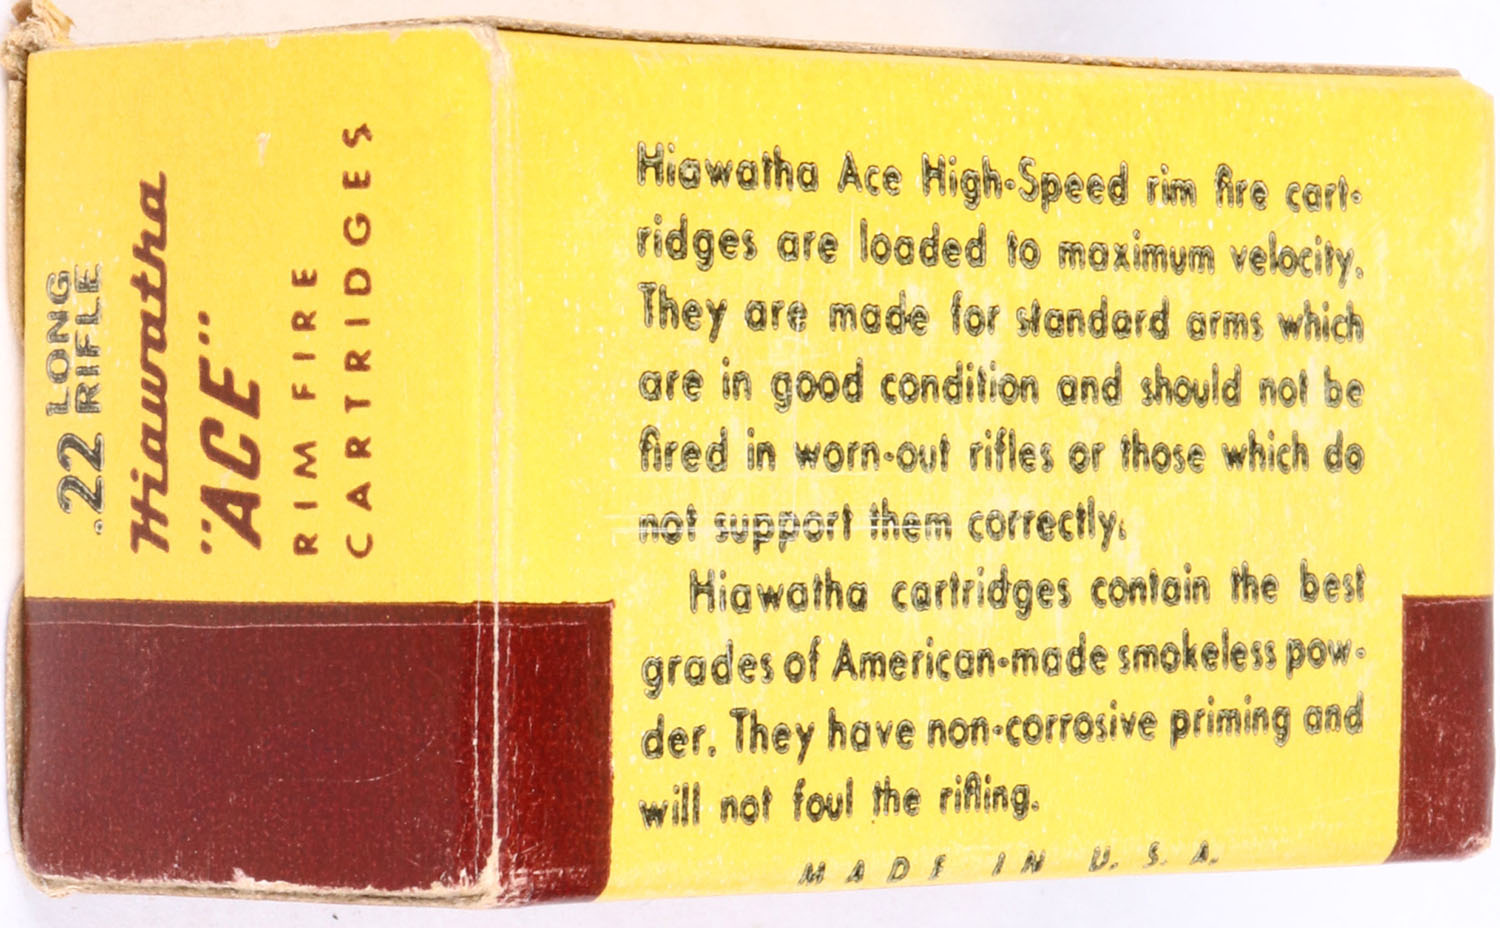 .22 LONG
RIFLE
Hiawatha
"ACE"
RIM FIRE
CARTRIDGES
Hiawatha Ace High-Speed rim fire cart-
ridges are loaded to maximum velocity.
They are made for standard arms which
are in good condition and should not be
fired in worn-out rifles or those which do
not support them correctly.
Hiawatha cartridges contain the best
grades of American-made smokeless pow-
der. They have non-corrosive priming and
will not foul the rifling.
MADE IN U.S.A.